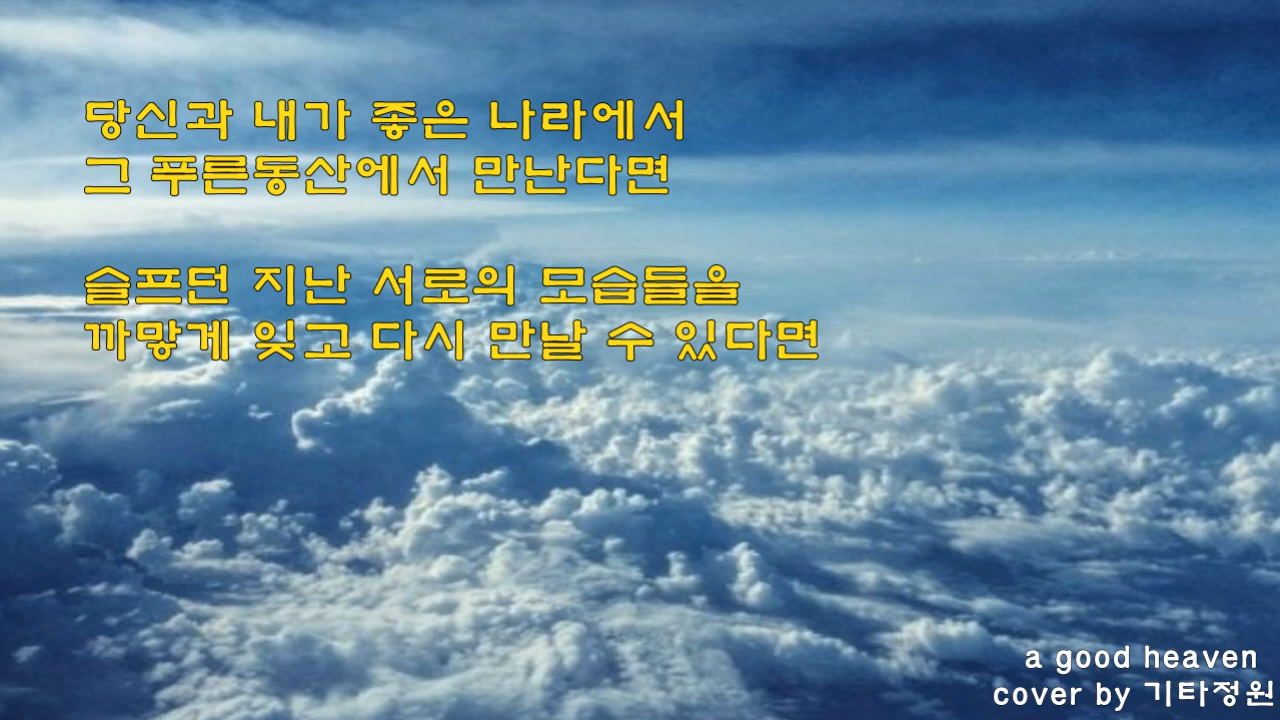 당신과 내가 좋은 나라에서
그 푸른동산에서 만난다면
슬프던 지난 서로의 모습들을
까맣게 잊고 다시 만날 수 있다면
a good heaven
cover by 기타정원